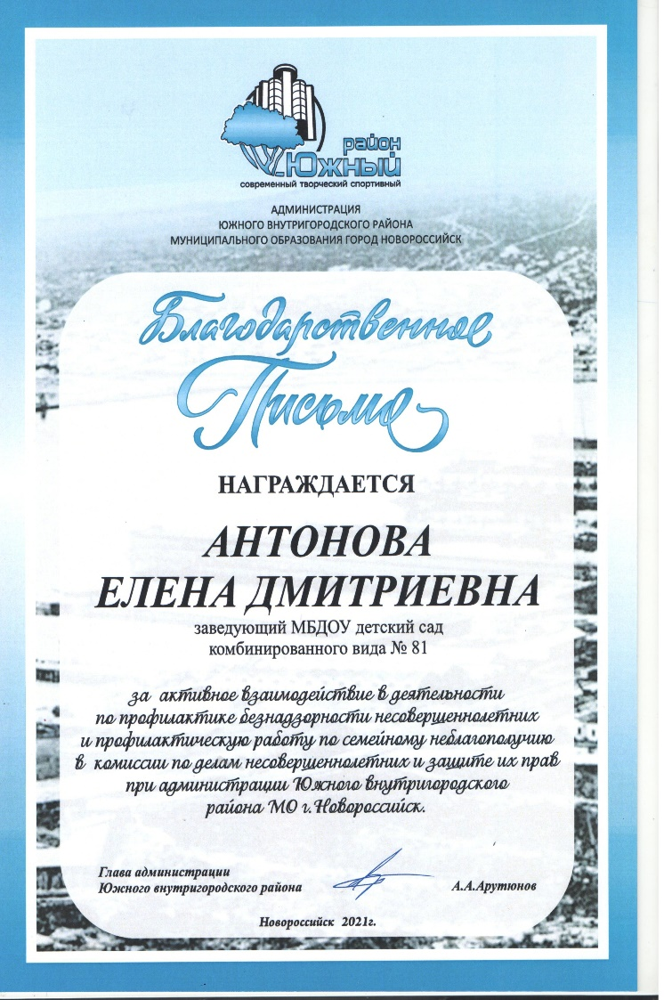 район
Южный
современный творческий спортивный
АДМИНИСТРАЦИЯ
ЮЖНОГО ВНУТРИГОРОДСКОГО РАЙОНА
МУНИЦИПАЛЬНОГО ОБРАЗОВАНИЯ ГОРОД НОВОРОССИЙСК
Благодарственное
Письмо
НАГРАЖДАЕТСЯ
АНТОНОВА
ЕЛЕНА ДМИТРИЕВНА
заведующий МБДОУ детский сад
комбинированного вида № 81
за активное взаимодействие в деятельности
по профилактике безнадзорности несовершеннолетних
и профилактическую работу по семейному неблагополучию
в комиссии по делам несовершеннолетних и защите их прав
при администрации Южного внутригородского
района МО г.Новороссийск.
Глава администрации
Южного внутригородского района А.А.Арутюнов
Новороссийск 2021г.